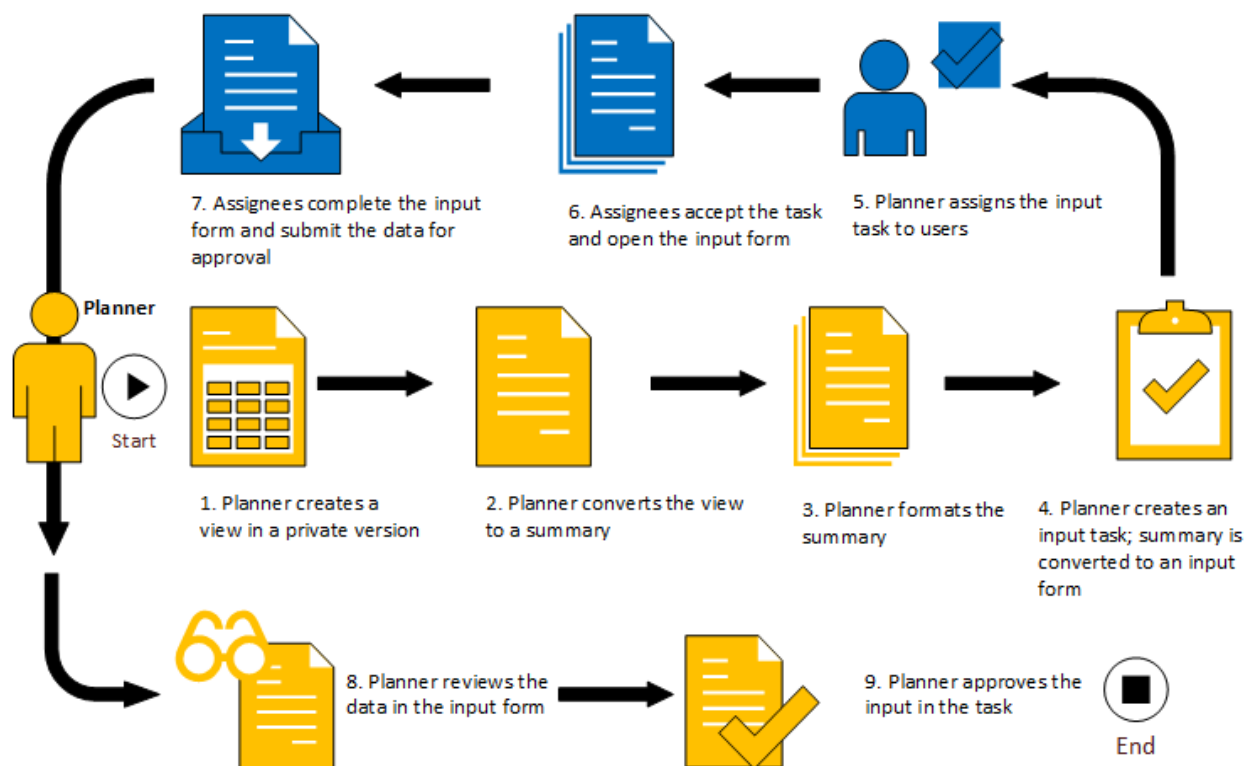 7. Assignees complete the input
form and submit the data for
approval
6. Assignees accept the task
and open the input form
5. Planner assigns the input
task to users
Planner
Start
1. Planner creates a
view in a private version
2. Planner converts the view
to a summary
3. Planner formats the
summary
4. Planner creates an
input task; summary is
converted to an input
form
8. Planner reviews the
data in the input form
9. Planner approves the
input in the task
End